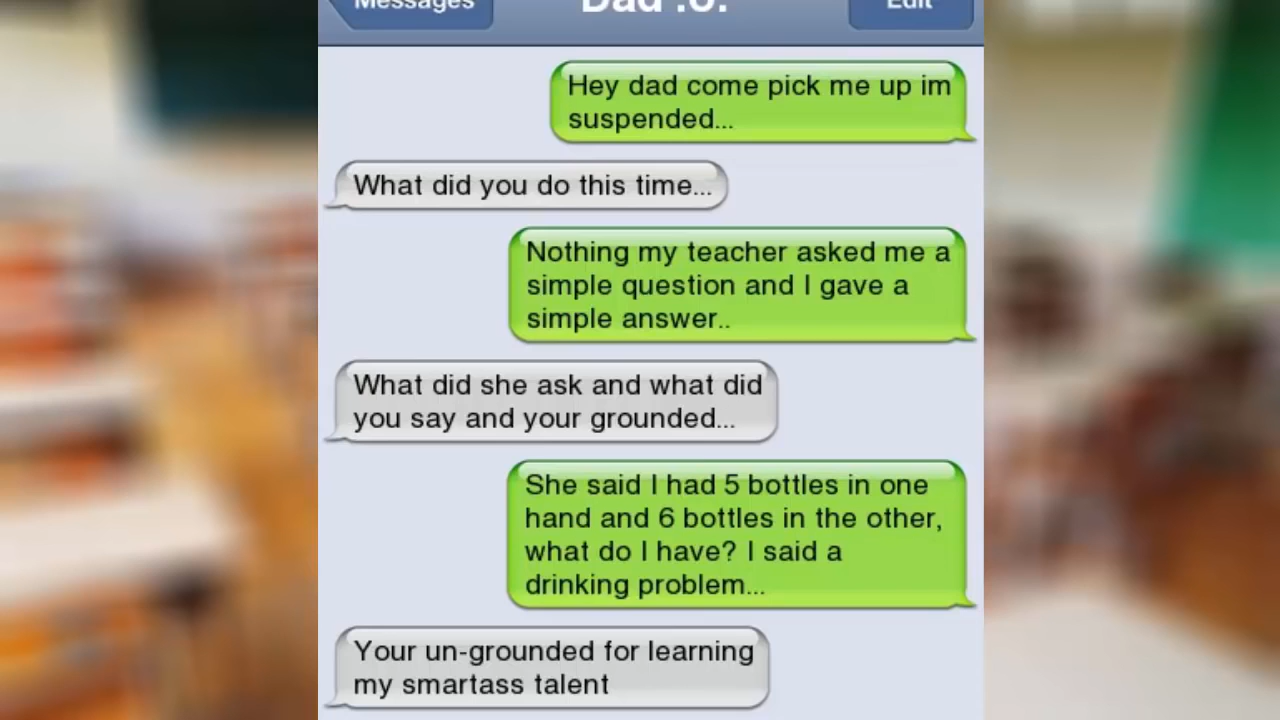 Messages
Dad :O:
Edit
Hey dad come pick me up im
suspended...
What did you do this time...
Nothing my teacher asked me a
simple question and I gave a
simple answer..
What did she ask and what did
you say and your grounded...
She said I had 5 bottles in one
hand and 6 bottles in the other,
what do I have? I said a
drinking problem...
Your un-grounded for learning
my smartass talent